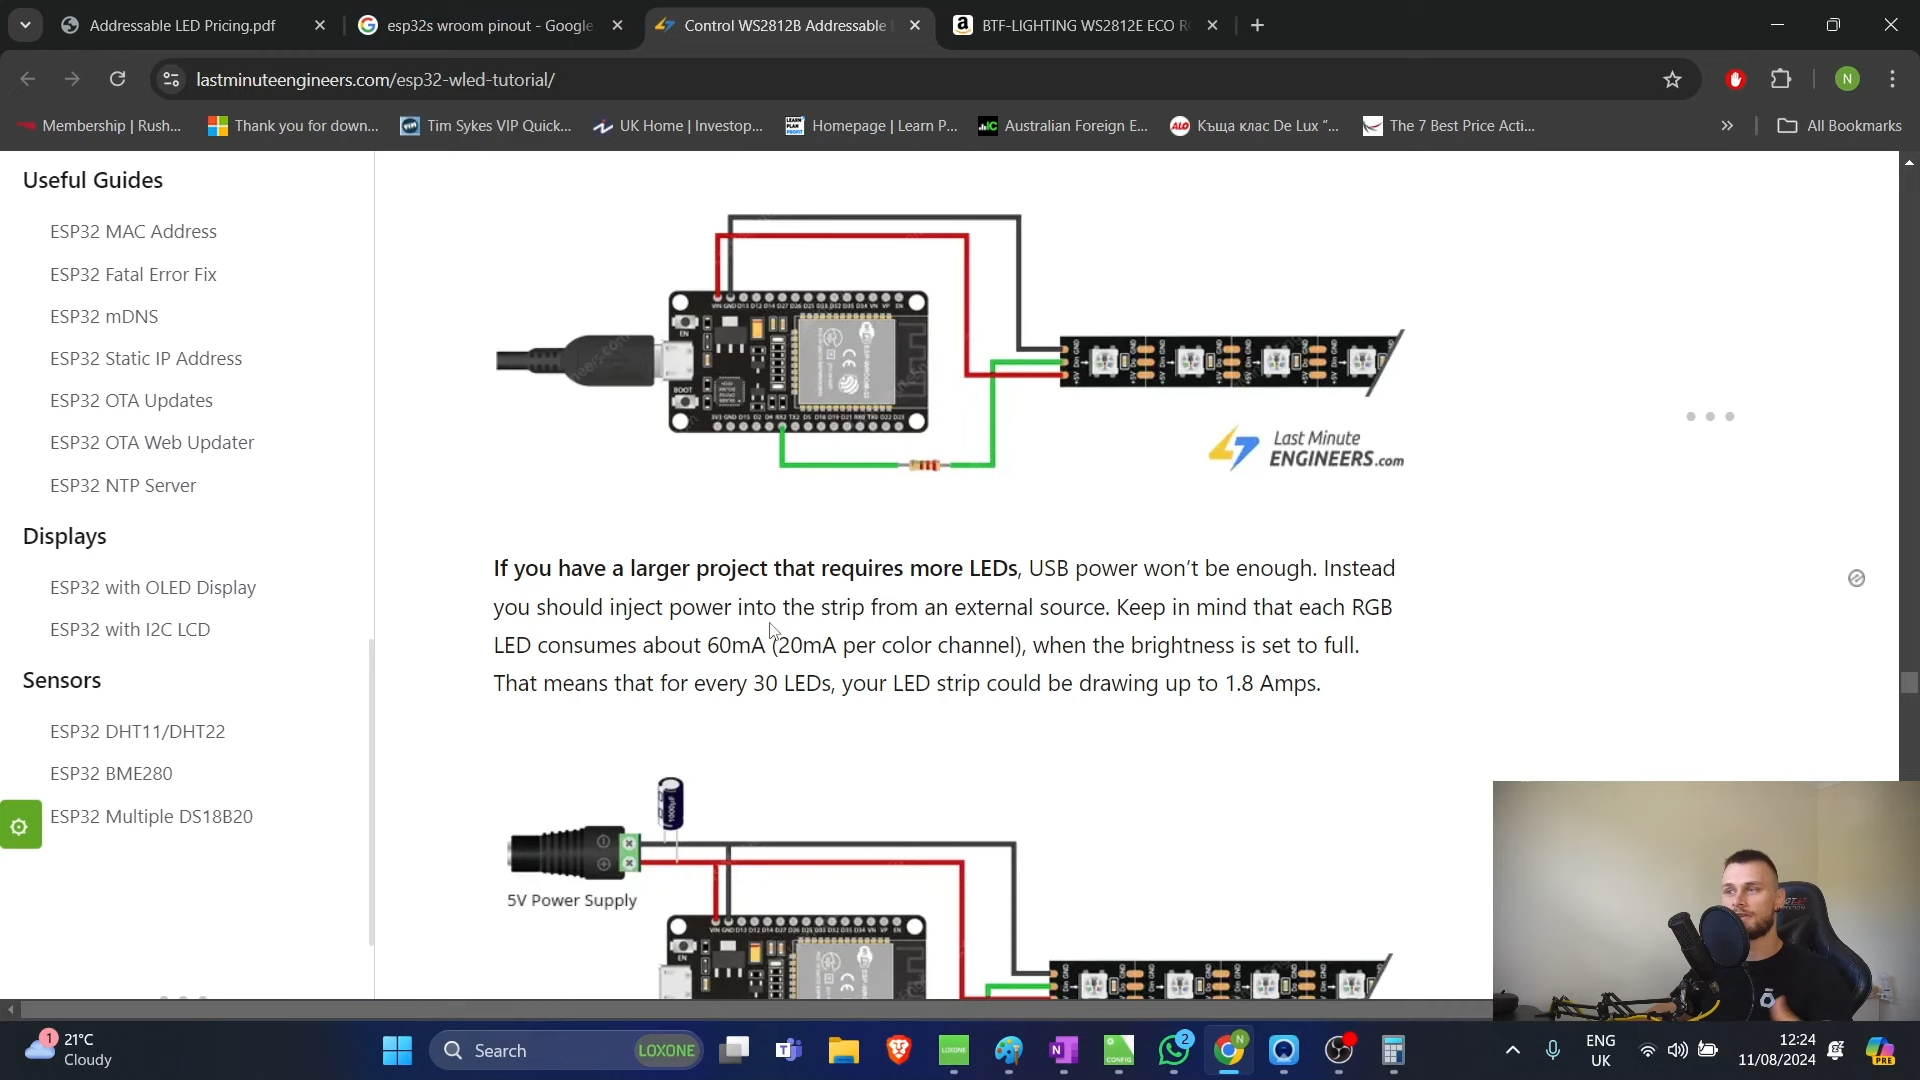 Addressable LED Pricing.pdf
esp32s wroom pinout - Google
Control WS2812B Addressable
BTF-LIGHTING WS2812E ECO R
lastminuteengineers.com/esp32-wled-tutorial/
N
Membership | Rush...
Thank you for down...
Tim Sykes VIP Quick...
UK Home | Investop...
Homepage | Learn P...
Australian Foreign E...
Къща клас De Lux “...
The 7 Best Price Acti...
All Bookmarks
Useful Guides
ESP32 MAC Address
ESP32 Fatal Error Fix
ESP32 mDNS
ESP32 Static IP Address
ESP32 OTA Updates
ESP32 OTA Web Updater
ESP32 NTP Server
Displays
ESP32 with OLED Display
ESP32 with I2C LCD
Sensors
ESP32 DHT11/DHT22
ESP32 BME280
ESP32 Multiple DS18B20
EN
BOOT
Last Minute
ENGINEERS.com
If you have a larger project that requires more LEDs, USB power won’t be enough. Instead
you should inject power into the strip from an external source. Keep in mind that each RGB
LED consumes about 60mA (20mA per color channel), when the brightness is set to full.
That means that for every 30 LEDs, your LED strip could be drawing up to 1.8 Amps.
1000µF
5V Power Supply
EN
1
21°C
Cloudy
Search
LOXONE
LOXONE
CONFIG
2
N
ENG
UK
12:24
11/08/2024
PRE